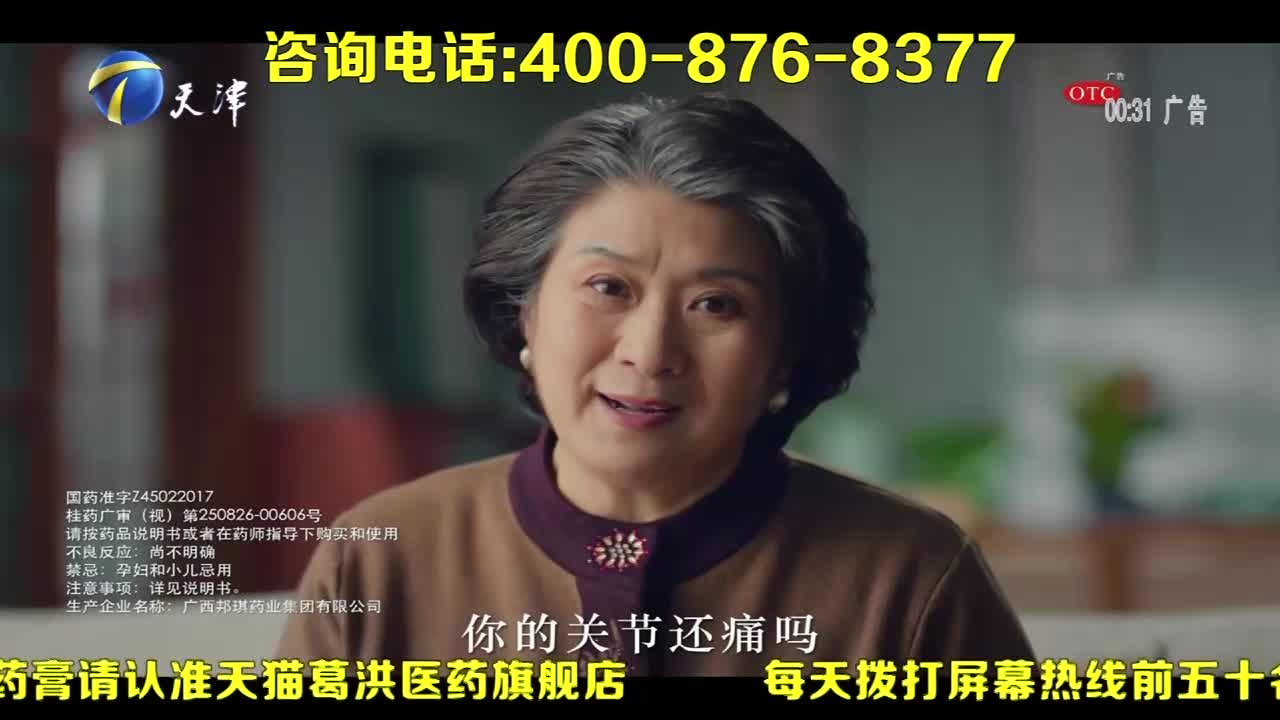 咨询电话:400-876-8377
天津
广告
OTC
00:31 广告
国药准字Z45022017
桂药广审（视）第250826-00606号
请按药品说明书或者在药师指导下购买和使用
不良反应：尚不明确
禁忌：孕妇和小儿忌用
注意事项：详见说明书。
生产企业名称：广西邦琪药业集团有限公司
你的关节还痛吗
药膏请认准天猫葛洪医药旗舰店 每天拨打屏幕热线前五十名